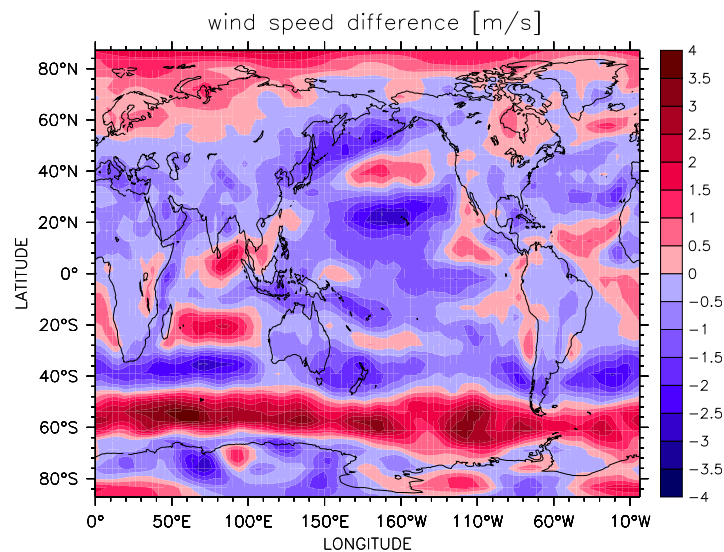 wind speed difference [m/s]
80°N
60°N
40°N
20°N
0°
20°S
40°S
60°S
80°S
LATITUDE
0°
50°E
100°E
150°E
160°W
110°W
60°W
10°W
LONGITUDE
4
3.5
3
2.5
2
1.5
1
0.5
0
−0.5
−1
−1.5
−2
−2.5
−3
−3.5
−4